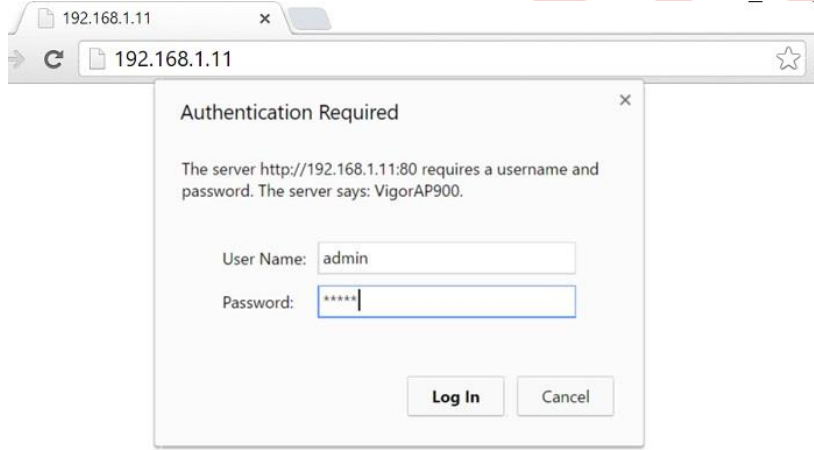 192.168.1.11
192.168.1.11
Authentication Required
The server http://192.168.1.11:80 requires a username and
password. The server says: VigorAP900.
User Name: admin
Password: *****
Log In Cancel